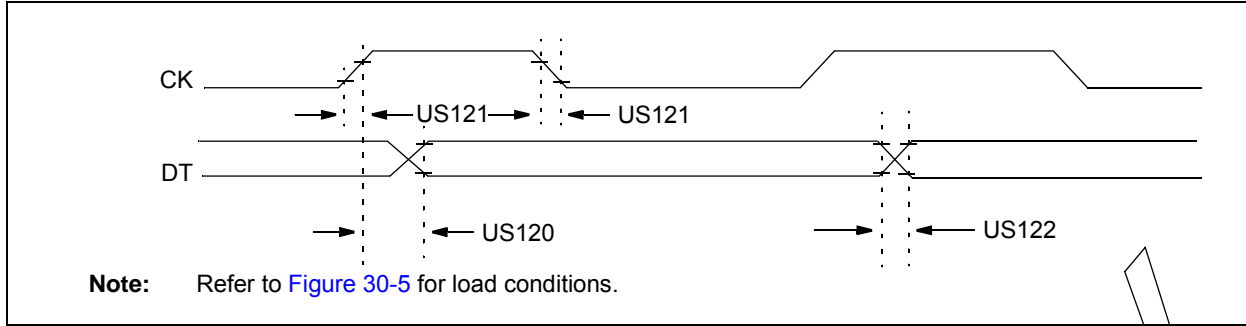 CK
US121 US121
DT
US120 US122
Note: Refer to Figure 30-5 for load conditions.